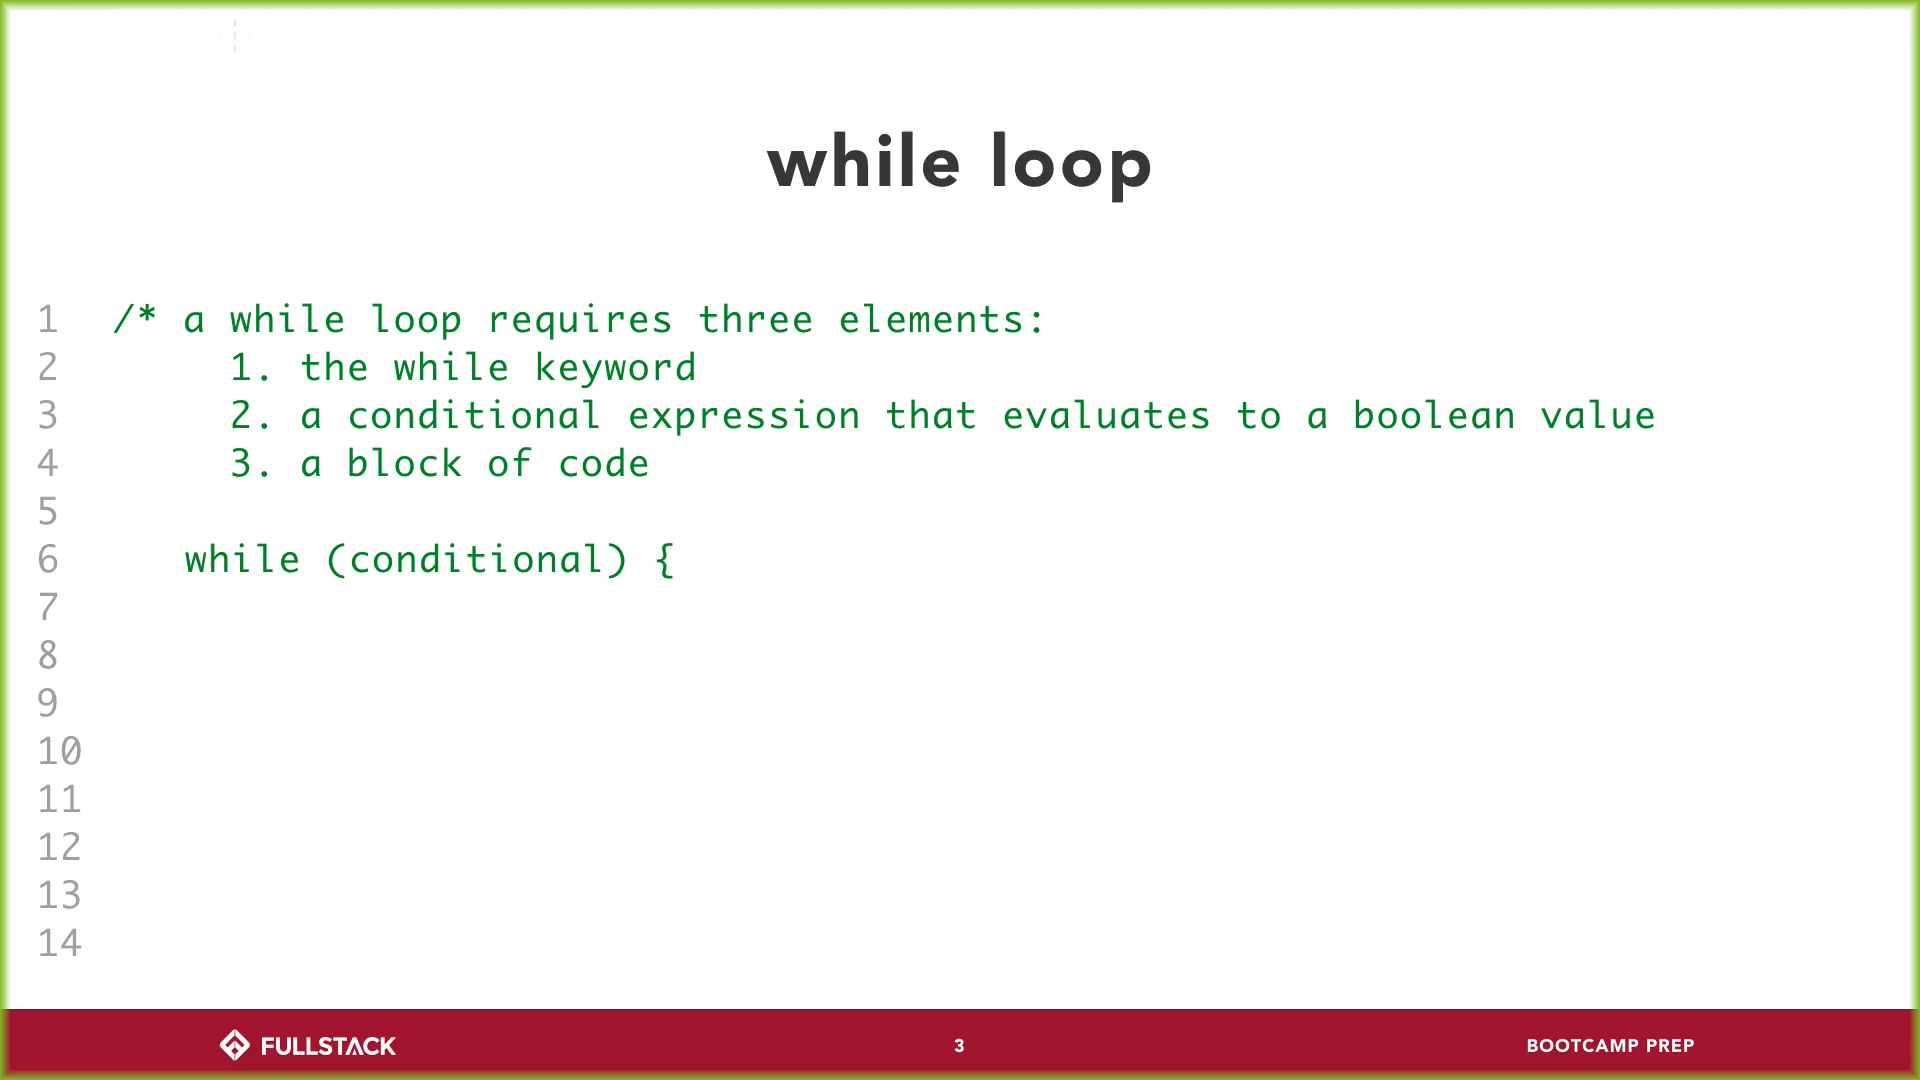 while loop
1 /* a while loop requires three elements:
2 1. the while keyword
3 2. a conditional expression that evaluates to a boolean value
4 3. a block of code
5
6 while (conditional) {
7
8
9
10
11
12
13
14
FULLSTACK
3
BOOTCAMP PREP